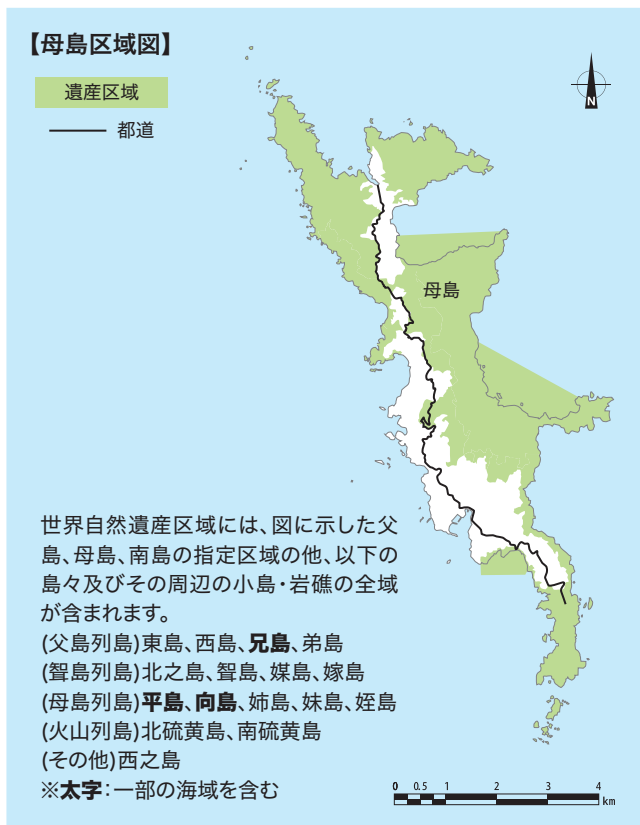 【母島区域図】
遺産区域
都道
N
母島
世界自然遺産区域には、図に示した父
島、母島、南島の指定区域の他、以下の
島々及びその周辺の小島・岩礁の全域
が含まれます。
(父島列島)東島、西島、兄島、弟島
(聟島列島)北之島、聟島、媒島、嫁島
(母島列島)平島、向島、姉島、妹島、姪島
(火山列島)北硫黄島、南硫黄島
(その他)西之島
※太字：一部の海域を含む
0 0.5 1 2 3 4
km